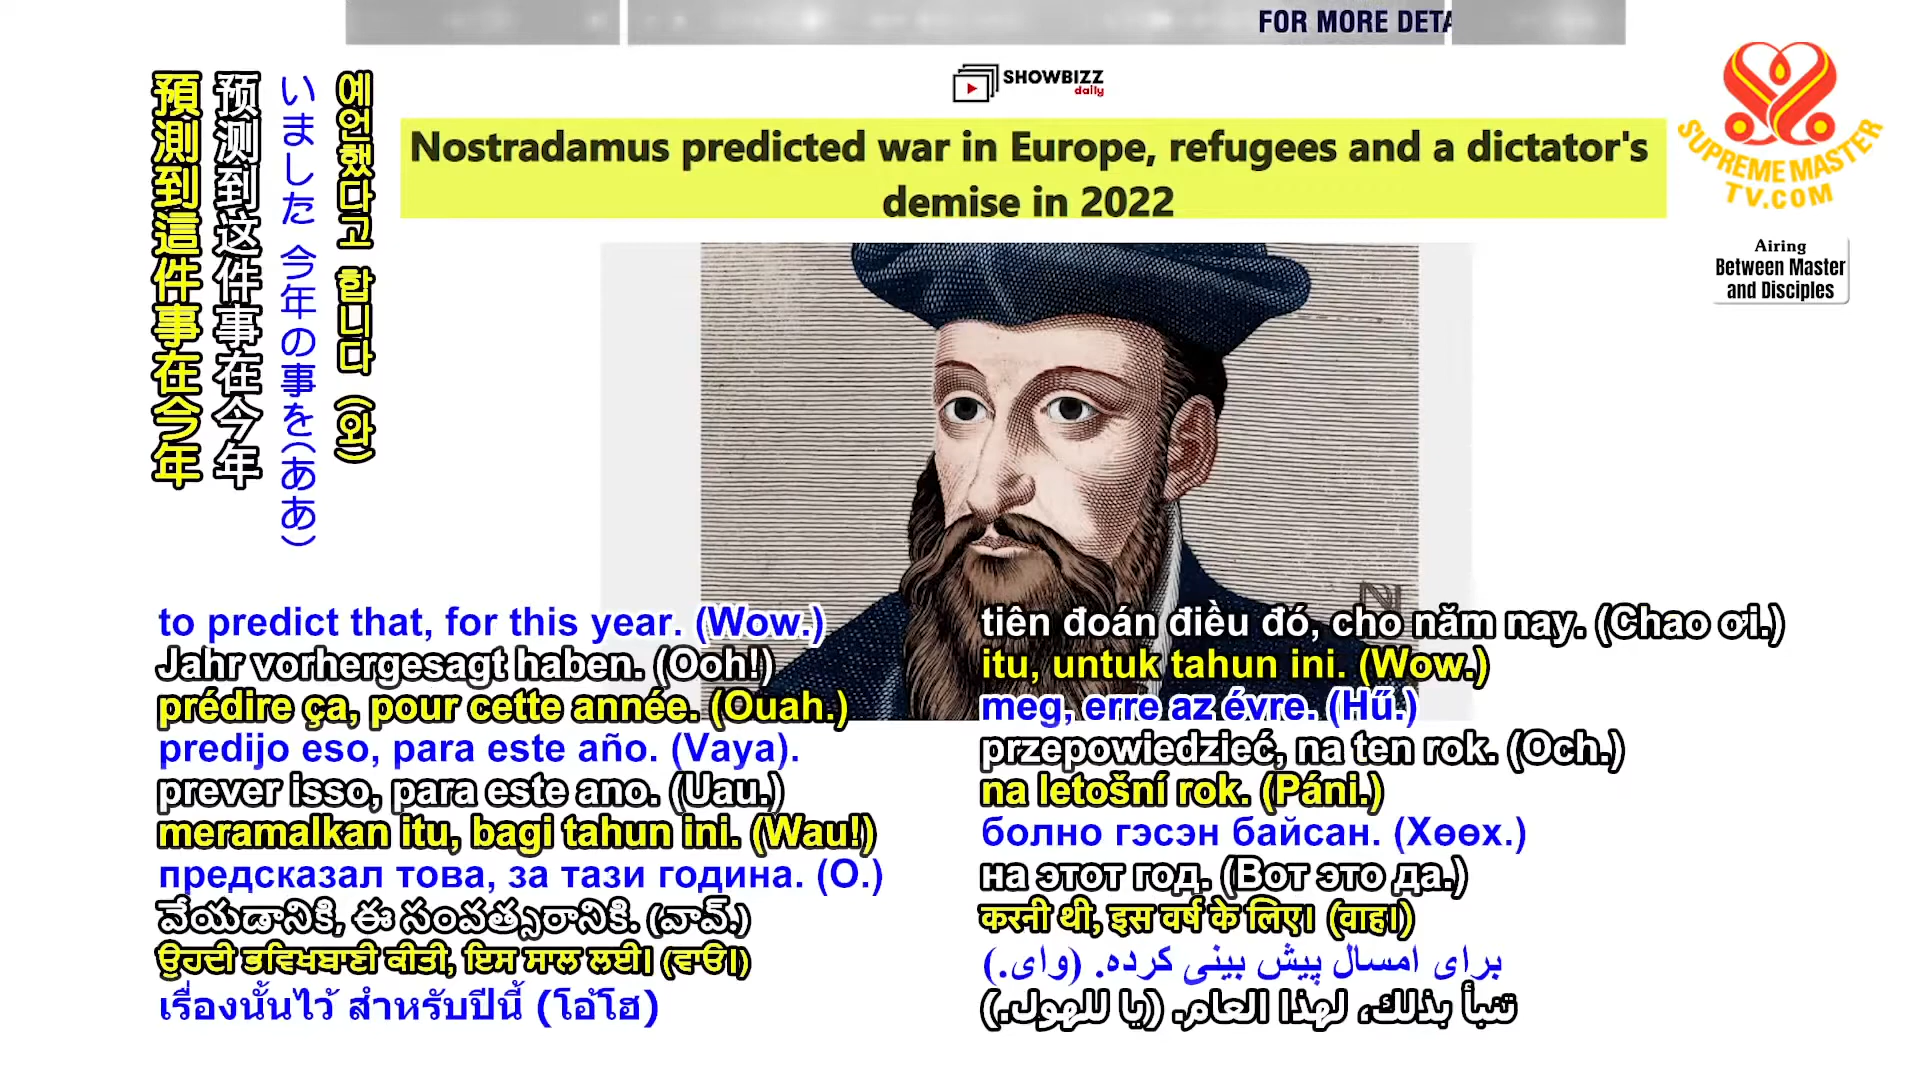 FOR MORE DETA
SHOWBIZZ
daily
Nostradamus predicted war in Europe, refugees and a dictator's
demise in 2022
SUPREME MASTER
TV.COM
Airing
Between Master
and Disciples
예언했다고 합니다 (와)
いました 今年の事を(ああ)
预测到这件事在今年
預測到這件事在今年
to predict that, for this year. (Wow.)
Jahr vorhergesagt haben. (Ooh!)
prédire ça, pour cette année. (Ouah.)
predijo eso, para este año. (Vaya).
prever isso, para este ano. (Uau.)
meramalkan itu, bagi tahun ini. (Wau!)
предсказал това, за тази година. (О.)
వేయడానికి, ఈ సంవత్సరానికి. (వావ్.)
ਉਹਦੀ ਭਵਿਖਬਾਣੀ ਕੀਤੀ, ਇਸ ਸਾਲ ਲਈ। (ਵਾਓ।)
เรื่องนั้นไว้ สำหรับปีนี้ (โอ้โฮ)
tiên đoán điều đó, cho năm nay. (Chao ơi.)
itu, untuk tahun ini. (Wow.)
meg, erre az évre. (Hű.)
przepowiedzieć, na ten rok. (Och.)
na letošní rok. (Páni.)
болно гэсэн байсан. (Хөөх.)
на этот год. (Вот это да.)
करनी थी, इस वर्ष के लिए। (वाह।)
برای امسال پیش بینی کرده. (وای.)
تنبأ بذلك، لهذا العام. (يا للهول.)